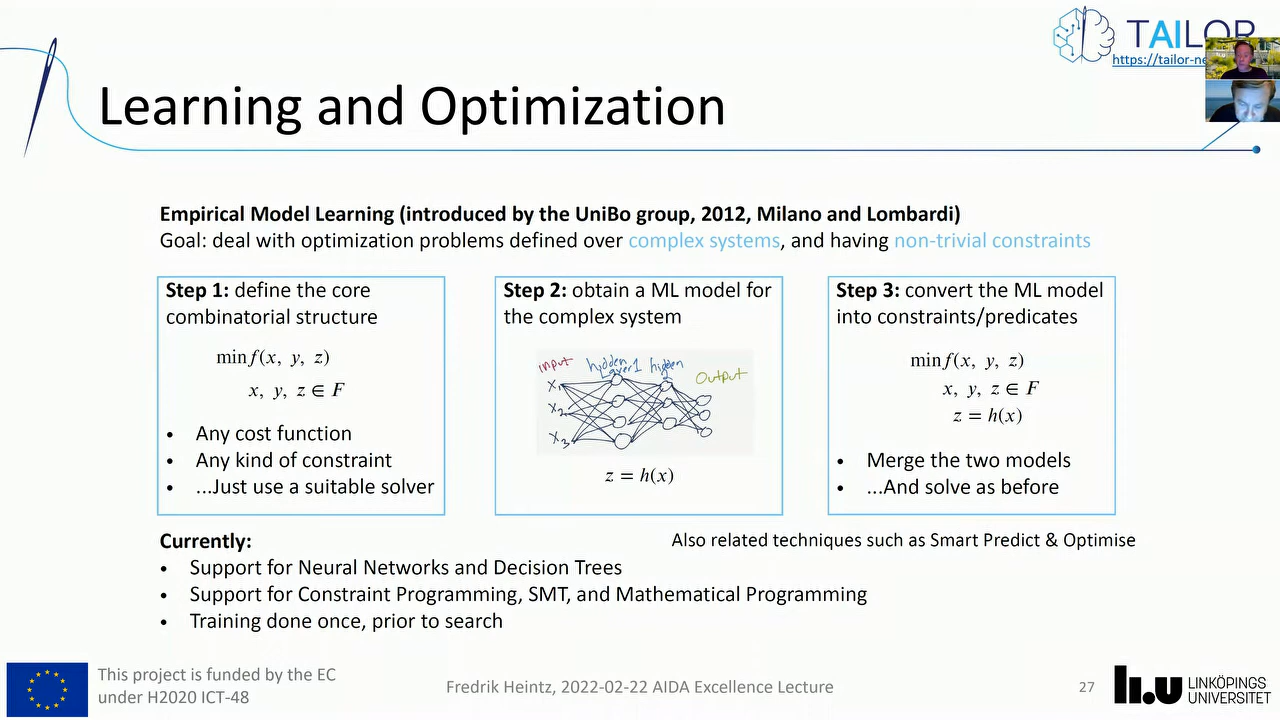 TAILOR
https://tailor-ne
Learning and Optimization
Empirical Model Learning (introduced by the UniBo group, 2012, Milano and Lombardi)
Goal: deal with optimization problems defined over complex systems, and having non-trivial constraints
Step 1: define the core
combinatorial structure
min f(x, y, z)
x, y, z ∈ F
• Any cost function
• Any kind of constraint
• ...Just use a suitable solver
Step 2: obtain a ML model for
the complex system
input hydden Layer1 hidden Output
x₁
x₂
x₃
z = h(x)
Step 3: convert the ML model
into constraints/predicates
min f(x, y, z)
x, y, z ∈ F
z = h(x)
• Merge the two models
• ...And solve as before
Currently:
Also related techniques such as Smart Predict & Optimise
• Support for Neural Networks and Decision Trees
• Support for Constraint Programming, SMT, and Mathematical Programming
• Training done once, prior to search
This project is funded by the EC
under H2020 ICT-48
Fredrik Heintz, 2022-02-22 AIDA Excellence Lecture
27
LINKÖPINGS
UNIVERSITET